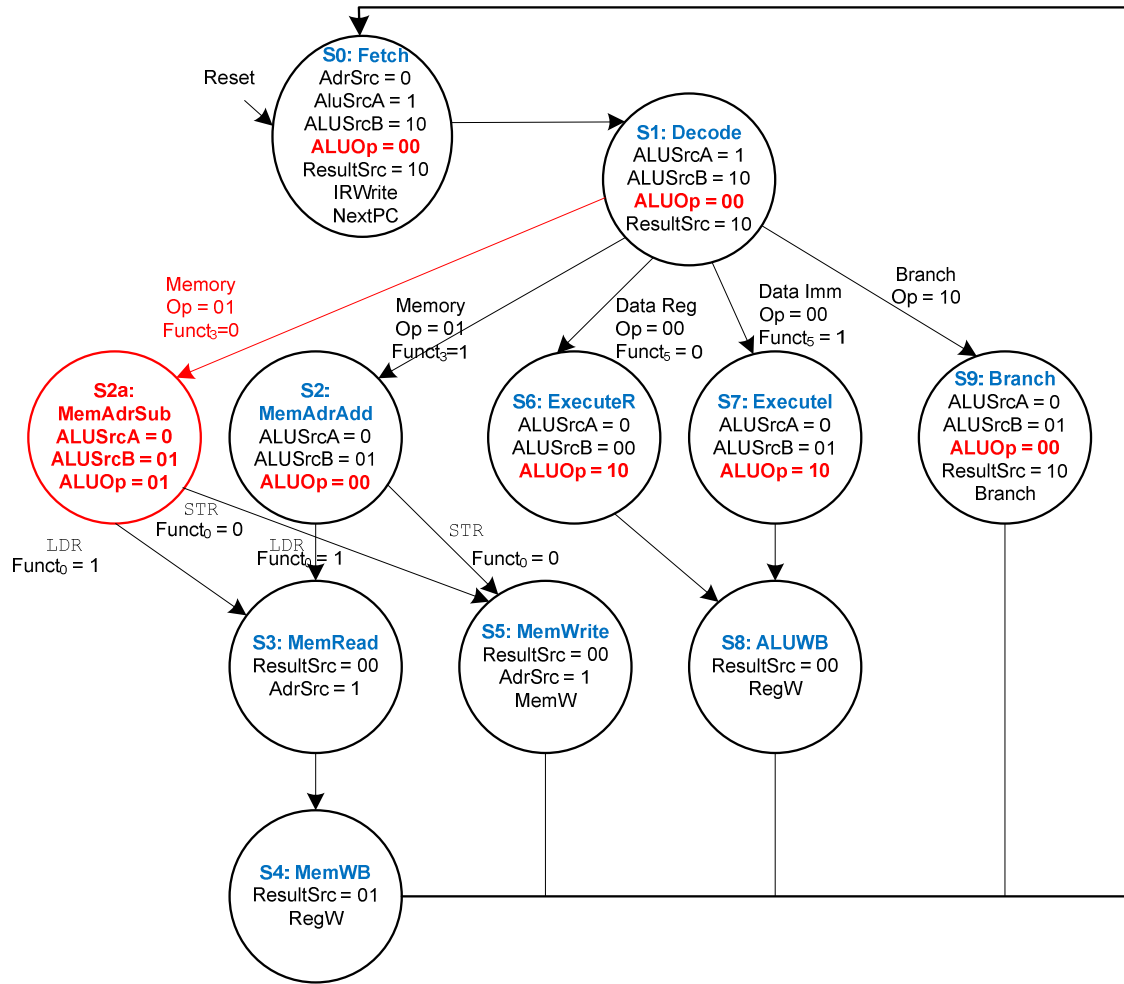 Reset
S0: Fetch
AdrSrc = 0
AluSrcA = 1
ALUSrcB = 10
ALUOp = 00
ResultSrc = 10
IRWrite
NextPC
S1: Decode
ALUSrcA = 1
ALUSrcB = 10
ALUOp = 00
ResultSrc = 10
Memory
Op = 01
Funct₃=0
Memory
Op = 01
Funct₃=1
Data Reg
Op = 00
Funct₅ = 0
Data Imm
Op = 00
Funct₅ = 1
Branch
Op = 10
S2a:
MemAdrSub
ALUSrcA = 0
ALUSrcB = 01
ALUOp = 01
S2:
MemAdrAdd
ALUSrcA = 0
ALUSrcB = 01
ALUOp = 00
S6: ExecuteR
ALUSrcA = 0
ALUSrcB = 00
ALUOp = 10
S7: ExecuteI
ALUSrcA = 0
ALUSrcB = 01
ALUOp = 10
S9: Branch
ALUSrcA = 0
ALUSrcB = 01
ALUOp = 00
ResultSrc = 10
Branch
LDR
Funct₀ = 1
STR
Funct₀ = 0
LDR
Funct₀ = 1
STR
Funct₀ = 0
S3: MemRead
ResultSrc = 00
AdrSrc = 1
S5: MemWrite
ResultSrc = 00
AdrSrc = 1
MemW
S8: ALUWB
ResultSrc = 00
RegW
S4: MemWB
ResultSrc = 01
RegW